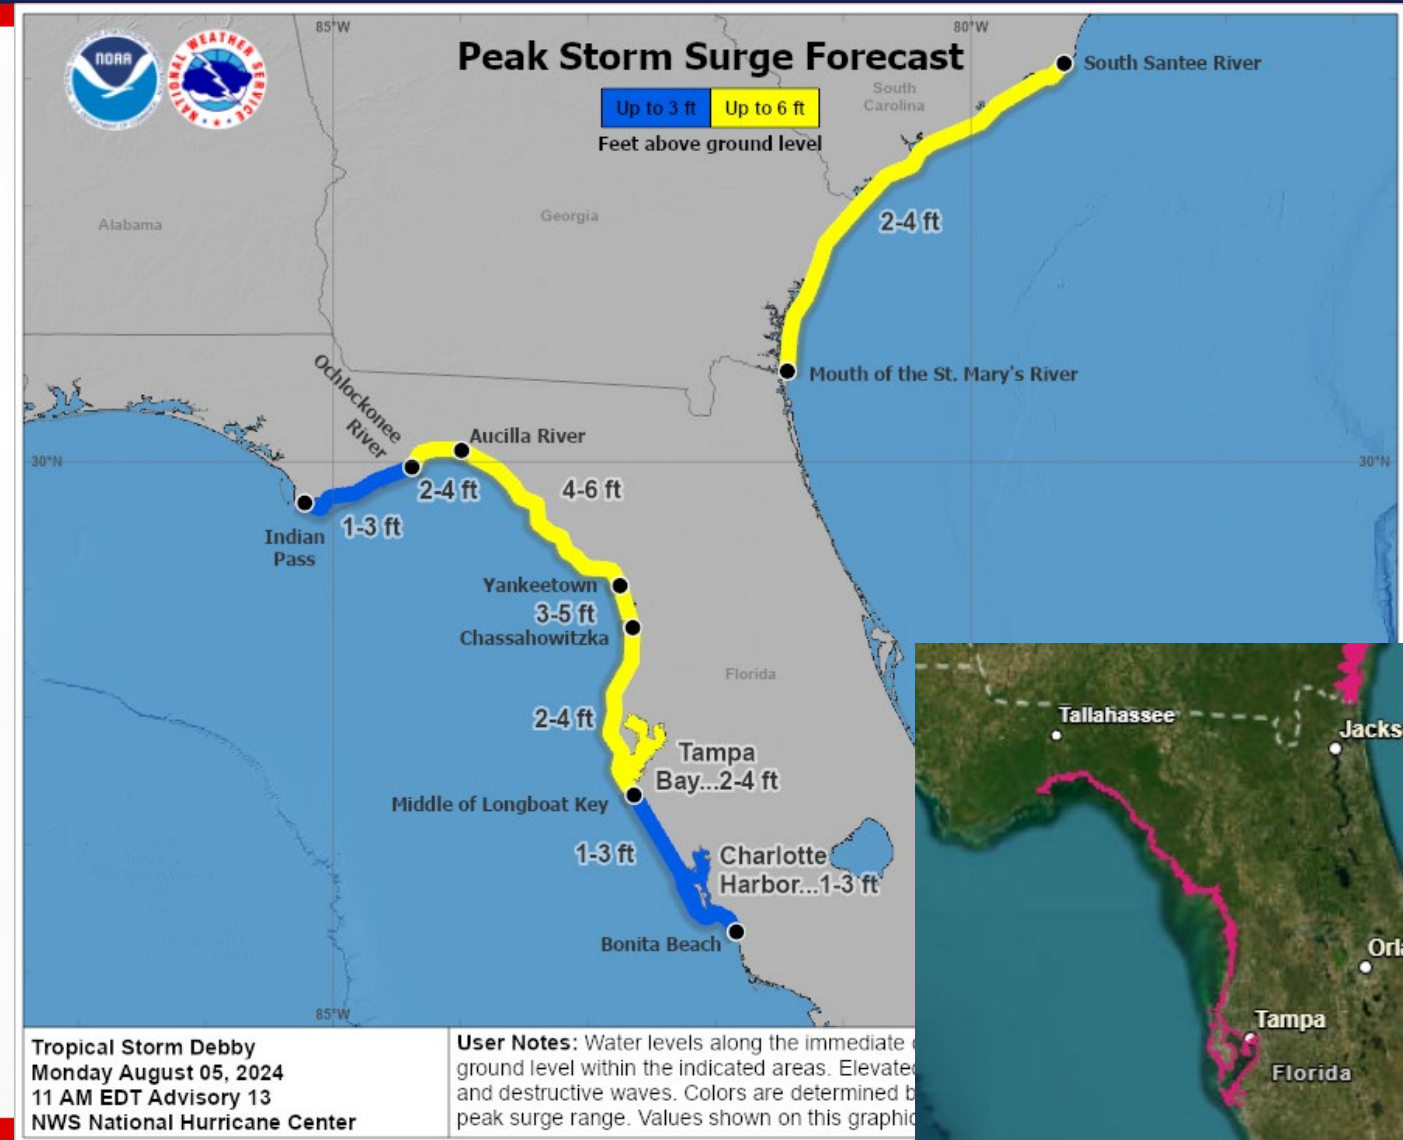 85°W
80°W
NOAA
NATIONAL WEATHER SERVICE
Peak Storm Surge Forecast
Up to 3 ft
Up to 6 ft
Feet above ground level
South Santee River
South
Carolina
Alabama
Georgia
2-4 ft
Mouth of the St. Mary's River
Ochlockonee
River
Aucilla River
30°N
30°N
2-4 ft
4-6 ft
1-3 ft
Indian
Pass
Yankeetown
3-5 ft
Chassahowitzka
Florida
2-4 ft
Tampa
Bay...2-4 ft
Middle of Longboat Key
1-3 ft
Charlotte
Harbor...1-3 ft
Bonita Beach
85°W
Tallahassee
Jacks
Orl
Tampa
Florida
Tropical Storm Debby
Monday August 05, 2024
11 AM EDT Advisory 13
NWS National Hurricane Center
User Notes: Water levels along the immediate
ground level within the indicated areas. Elevated
and destructive waves. Colors are determined b
peak surge range. Values shown on this graphic